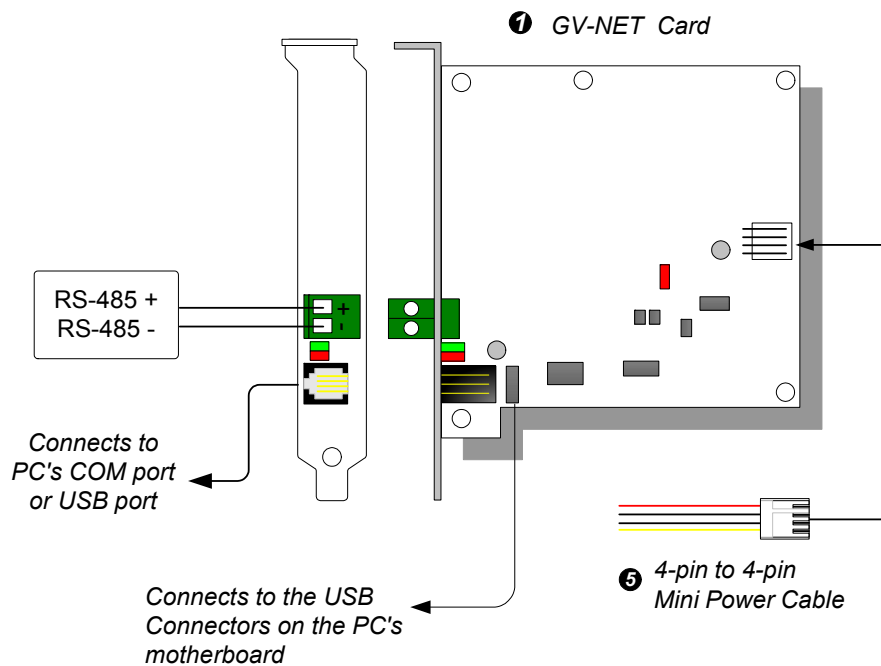 ❶ GV-NET Card
RS-485 +
RS-485 -
+
-
Connects to
PC's COM port
or USB port
❺ 4-pin to 4-pin
Mini Power Cable
Connects to the USB
Connectors on the PC's
motherboard